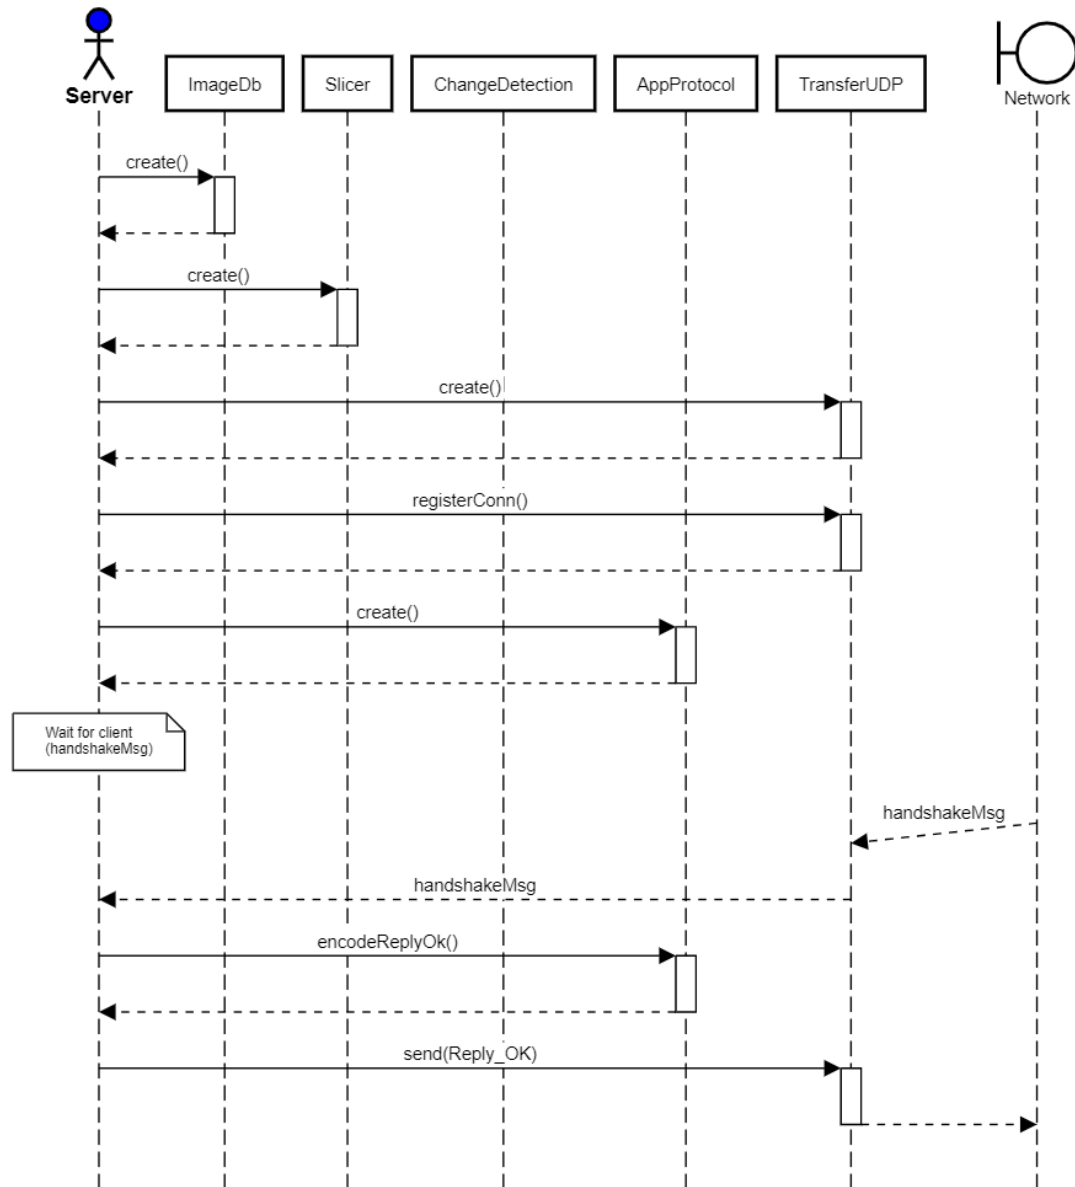 Server
ImageDb
Slicer
ChangeDetection
AppProtocol
TransferUDP
Network
create()
create()
create()
registerConn()
create()
Wait for client
(handshakeMsg)
handshakeMsg
handshakeMsg
encodeReplyOk()
send(Reply_OK)